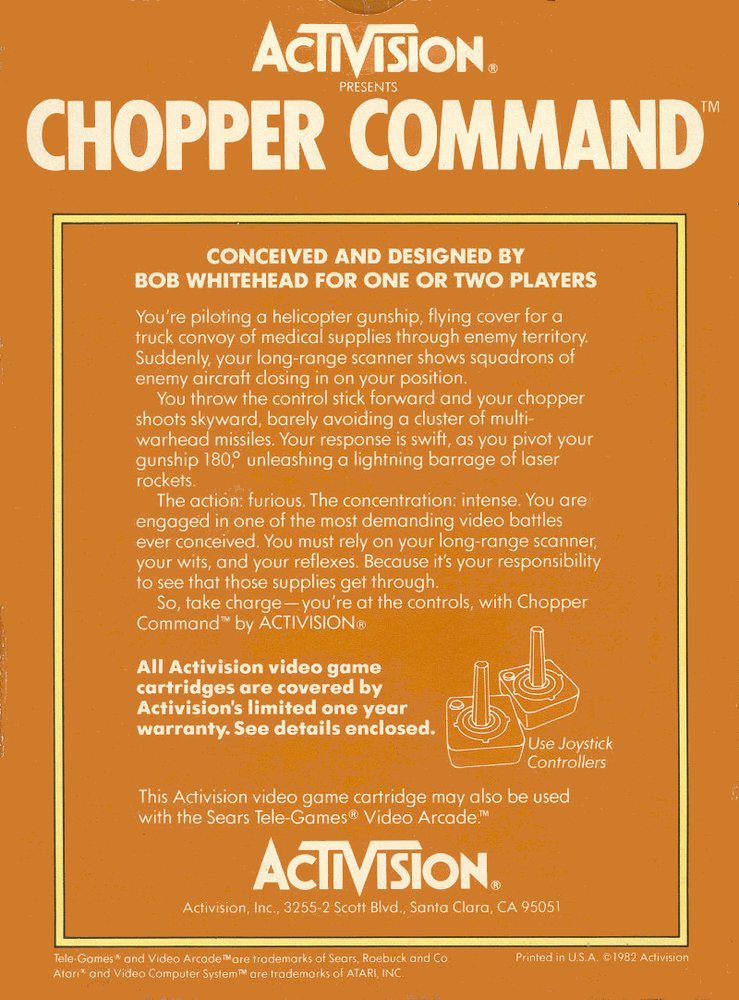 ACTIVISION®
PRESENTS
CHOPPER COMMAND™
CONCEIVED AND DESIGNED BY
BOB WHITEHEAD FOR ONE OR TWO PLAYERS
You're piloting a helicopter gunship, flying cover for a
truck convoy of medical supplies through enemy territory.
Suddenly, your long-range scanner shows squadrons of
enemy aircraft closing in on your position.
You throw the control stick forward and your chopper
shoots skyward, barely avoiding a cluster of multi-
warhead missiles. Your response is swift, as you pivot your
gunship 180,° unleashing a lightning barrage of laser
rockets.
The action: furious. The concentration: intense. You are
engaged in one of the most demanding video battles
ever conceived. You must rely on your long-range scanner,
your wits, and your reflexes. Because it's your responsibility
to see that those supplies get through.
So, take charge—you're at the controls, with Chopper
Command™ by ACTIVISION®
All Activision video game
cartridges are covered by
Activision's limited one year
warranty. See details enclosed.
Use Joystick
Controllers
This Activision video game cartridge may also be used
with the Sears Tele-Games® Video Arcade.™
ACTIVISION®
Activision, Inc., 3255-2 Scott Blvd., Santa Clara, CA 95051
Tele-Games® and Video Arcade™ are trademarks of Sears, Roebuck and Co.
Atari® and Video Computer System™ are trademarks of ATARI, INC.
Printed in U.S.A. ©1982 Activision